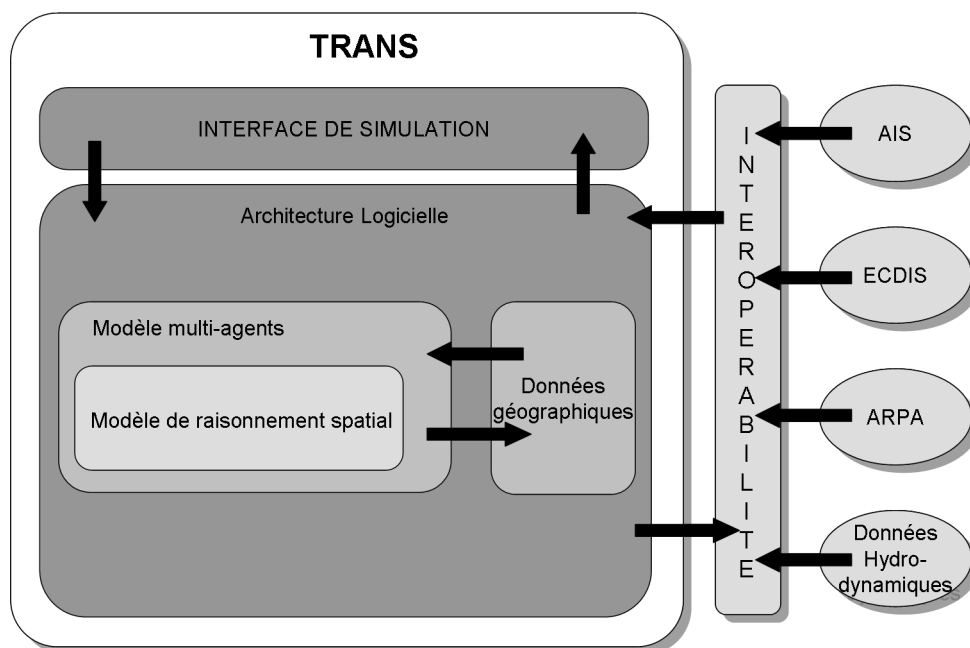 TRANS
INTERFACE DE SIMULATION
Architecture Logicielle
Modèle multi-agents
Modèle de raisonnement spatial
Données
géographiques
INTEROPERABILITE
AIS
ECDIS
ARPA
Données
Hydro-
dynamiques